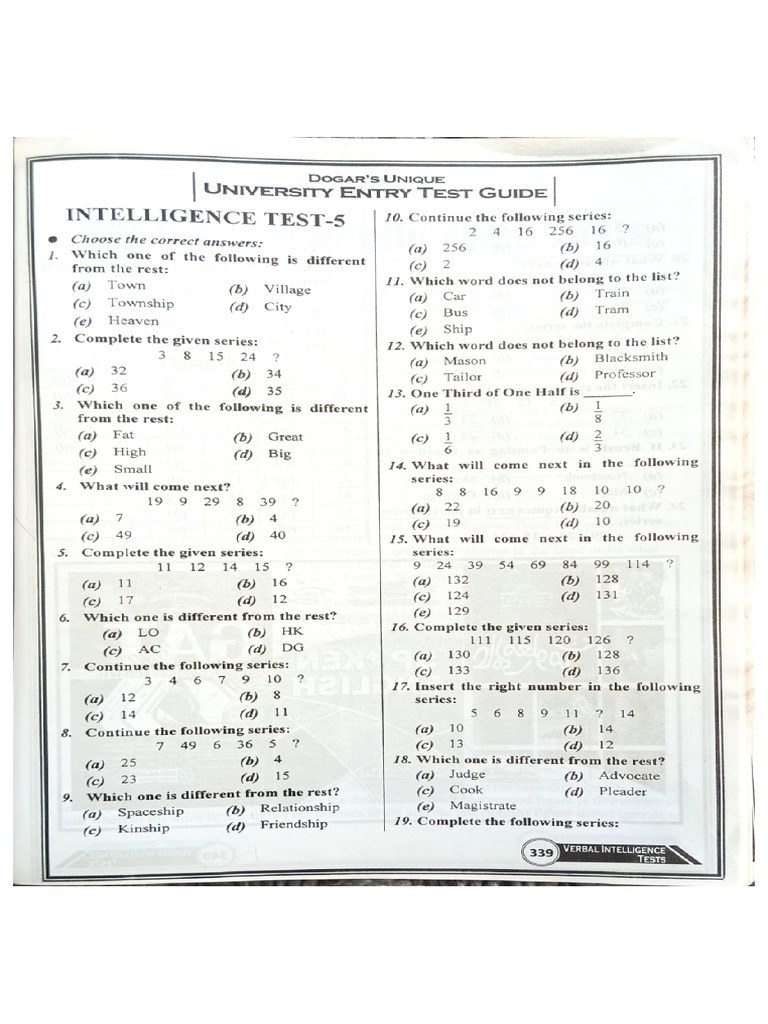 DOGAR'S UNIQUE
UNIVERSITY ENTRY TEST GUIDE
INTELLIGENCE TEST-5
● Choose the correct answers:
1. Which one of the following is different
from the rest:
(a) Town (b) Village
(c) Township (d) City
(e) Heaven
2. Complete the given series:
3 8 15 24 ?
(a) 32 (b) 34
(c) 36 (d) 35
3. Which one of the following is different
from the rest:
(a) Fat (b) Great
(c) High (d) Big
(e) Small
4. What will come next?
19 9 29 8 39 ?
(a) 7 (b) 4
(c) 49 (d) 40
5. Complete the given series:
11 12 14 15 ?
(a) 11 (b) 16
(c) 17 (d) 12
6. Which one is different from the rest?
(a) LO (b) HK
(c) AC (d) DG
7. Continue the following series:
3 4 6 7 9 10 ?
(a) 12 (b) 8
(c) 14 (d) 11
8. Continue the following series:
7 49 6 36 5 ?
(a) 25 (b) 4
(c) 23 (d) 15
9. Which one is different from the rest?
(a) Spaceship (b) Relationship
(c) Kinship (d) Friendship
10. Continue the following series:
2 4 16 256 16 ?
(a) 256 (b) 16
(c) 2 (d) 4
11. Which word does not belong to the list?
(a) Car (b) Train
(c) Bus (d) Tram
(e) Ship
12. Which word does not belong to the list?
(a) Mason (b) Blacksmith
(c) Tailor (d) Professor
13. One Third of One Half is ________.
(a) 1/3 (b) 1/8
(c) 1/6 (d) 2/3
14. What will come next in the following
series:
8 8 16 9 9 18 10 10 ?
(a) 22 (b) 20
(c) 19 (d) 10
15. What will come next in the following
series:
9 24 39 54 69 84 99 114 ?
(a) 132 (b) 128
(c) 124 (d) 131
(e) 129
16. Complete the given series:
111 115 120 126 ?
(a) 130 (b) 128
(c) 133 (d) 136
17. Insert the right number in the following
series:
5 6 8 9 11 ? 14
(a) 10 (b) 14
(c) 13 (d) 12
18. Which one is different from the rest?
(a) Judge (b) Advocate
(c) Cook (d) Pleader
(e) Magistrate
19. Complete the following series:
339 VERBAL INTELLIGENCE
TESTS